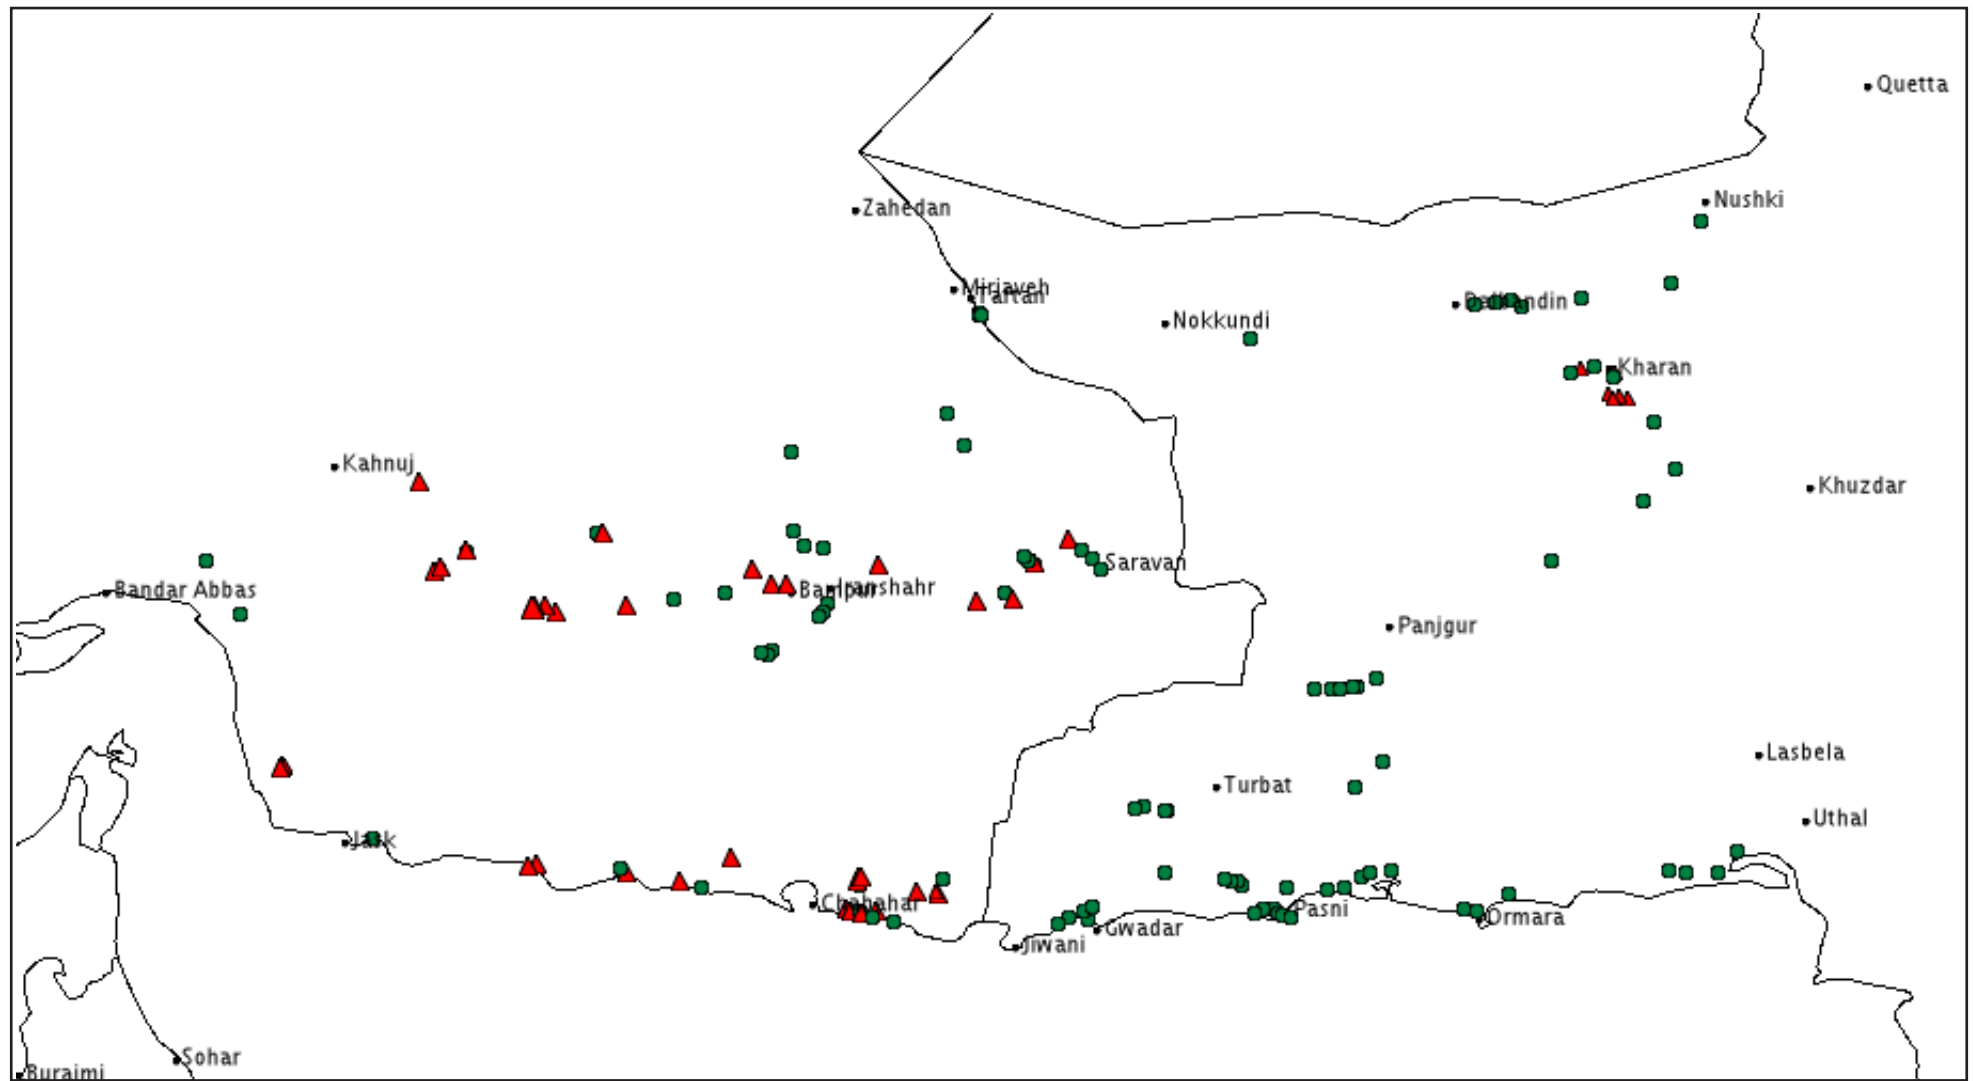 Quetta
Zahedan
Nushki
Mirjaveh
Taftan
Nokkundi
Dalbandin
Kharan
Kahnuj
Khuzdar
Saravan
Bandar Abbas
Bampur
Iranshahr
Panjgur
Lasbela
Turbat
Uthal
Jask
Chabahar
Pasni
Ormara
Gwadar
Jiwani
Sohar
Buraimi